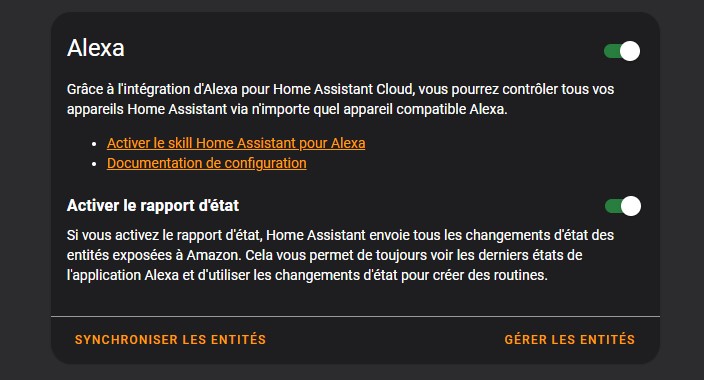 Alexa
Grâce à l'intégration d'Alexa pour Home Assistant Cloud, vous pourrez contrôler tous vos
appareils Home Assistant via n'importe quel appareil compatible Alexa.
Activer le skill Home Assistant pour Alexa
Documentation de configuration
Activer le rapport d'état
Si vous activez le rapport d'état, Home Assistant envoie tous les changements d'état des
entités exposées à Amazon. Cela vous permet de toujours voir les derniers états de
l'application Alexa et d'utiliser les changements d'état pour créer des routines.
SYNCHRONISER LES ENTITÉS
GÉRER LES ENTITÉS